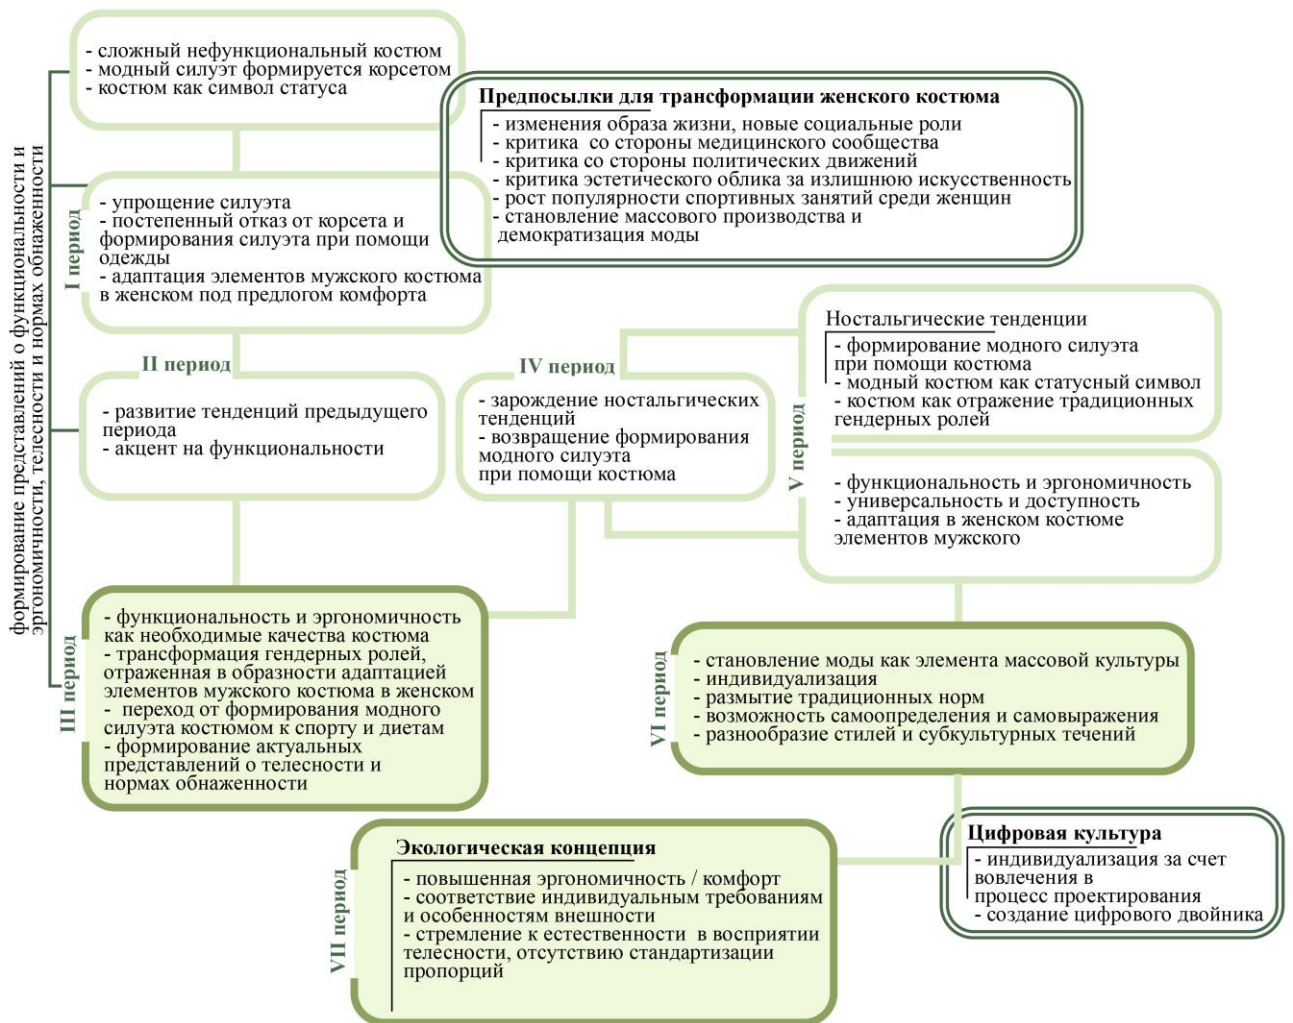 формирование представлений о функциональности и
эргономичности, телесности и нормах обнаженности
- сложный нефункциональный костюм
- модный силуэт формируется корсетом
- костюм как символ статуса
Предпосылки для трансформации женского костюма
- изменения образа жизни, новые социальные роли
- критика со стороны медицинского сообщества
- критика со стороны политических движений
- критика эстетического облика за излишнюю искусственность
- рост популярности спортивных занятий среди женщин
- становление массового производства и
демократизация моды
I период
- упрощение силуэта
- постепенный отказ от корсета и
формирования силуэта при помощи
одежды
- адаптация элементов мужского костюма
в женском под предлогом комфорта
II период
- развитие тенденций предыдущего
периода
- акцент на функциональности
III период
- функциональность и эргономичность
как необходимые качества костюма
- трансформация гендерных ролей,
отраженная в образности адаптацией
элементов мужского костюма в женском
- переход от формирования модного
силуэта костюмом к спорту и диетам
- формирование актуальных
представлений о телесности и
нормах обнаженности
IV период
- зарождение ностальгических
тенденций
- возвращение формирования
модного силуэта
при помощи костюма
V период
Ностальгические тенденции
- формирование модного силуэта
при помощи костюма
- модный костюм как статусный символ
- костюм как отражение традиционных
гендерных ролей
- функциональность и эргономичность
- универсальность и доступность
- адаптация в женском костюме
элементов мужского
VI период
- становление моды как элемента массовой культуры
- индивидуализация
- размытие традиционных норм
- возможность самоопределения и самовыражения
- разнообразие стилей и субкультурных течений
Цифровая культура
- индивидуализация за счет
вовлечения в
процесс проектирования
- создание цифрового двойника
VII период
Экологическая концепция
- повышенная эргономичность / комфорт
- соответствие индивидуальным требованиям
и особенностям внешности
- стремление к естественности в восприятии
телесности, отсутствию стандартизации
пропорций